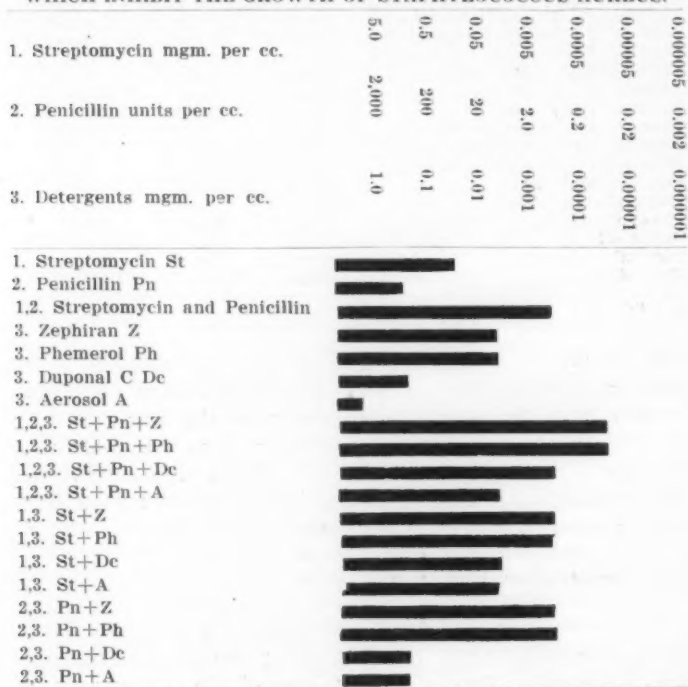 1. Streptomycin mgm. per cc. 5.0 0.5 0.05 0.005 0.0005 0.00005 0.000005
2. Penicillin units per cc. 2,000 200 20 2.0 0.2 0.02 0.002
3. Detergents mgm. per cc. 1.0 0.1 0.01 0.001 0.0001 0.00001 0.000001
1. Streptomycin St
2. Penicillin Pn
1,2. Streptomycin and Penicillin
3. Zephiran Z
3. Phemerol Ph
3. Duponal C Dc
3. Aerosol A
1,2,3. St+Pn+Z
1,2,3. St+Pn+Ph
1,2,3. St+Pn+Dc
1,2,3. St+Pn+A
1,3. St+Z
1,3. St+Ph
1,3. St+Dc
1,3. St+A
2,3. Pn+Z
2,3. Pn+Ph
2,3. Pn+Dc
2,3. Pn+A